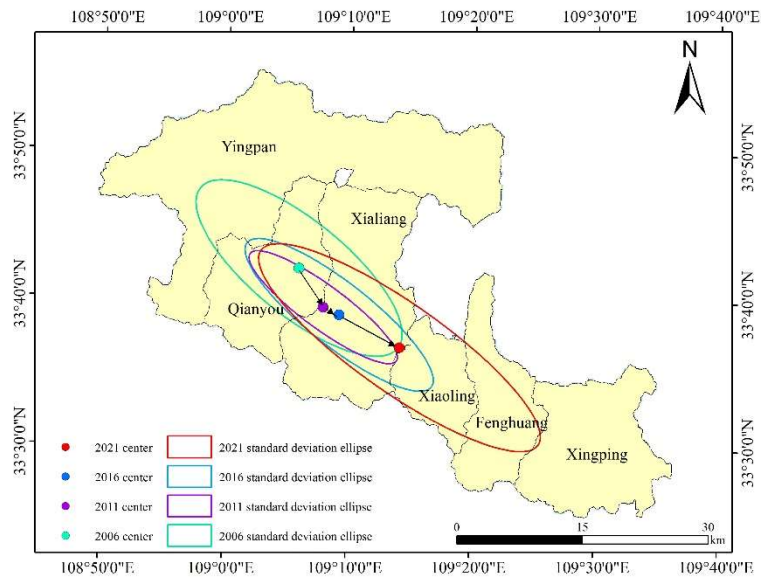 108°50'0"E 109°0'0"E 109°10'0"E 109°20'0"E 109°30'0"E 109°40'0"E
N
33°50'0"N
33°50'0"N
Yingpan
Xialiang
33°40'0"N
33°40'0"N
Qianyou
Xiaoling
Fenghuang
33°30'0"N
33°30'0"N
Xingping
2021 center 2021 standard deviation ellipse
2016 center 2016 standard deviation ellipse
2011 center 2011 standard deviation ellipse
2006 center 2006 standard deviation ellipse
0 15 30
km
108°50'0"E 109°0'0"E 109°10'0"E 109°20'0"E 109°30'0"E 109°40'0"E